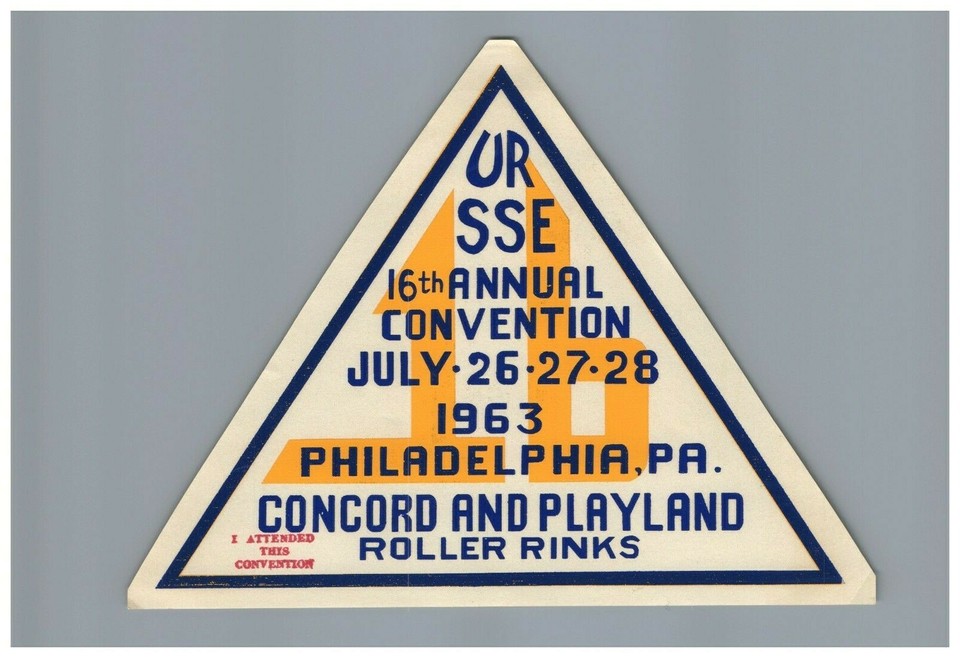 UR
SSE
16
16th ANNUAL
CONVENTION
JULY·26·27·28
1963
PHILADELPHIA, PA.
CONCORD AND PLAYLAND
ROLLER RINKS
I ATTENDED
THIS
CONVENTION